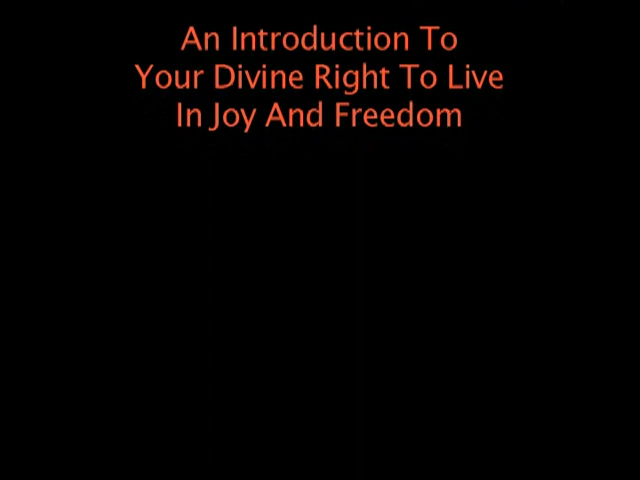 An Introduction To
Your Divine Right To Live
In Joy And Freedom